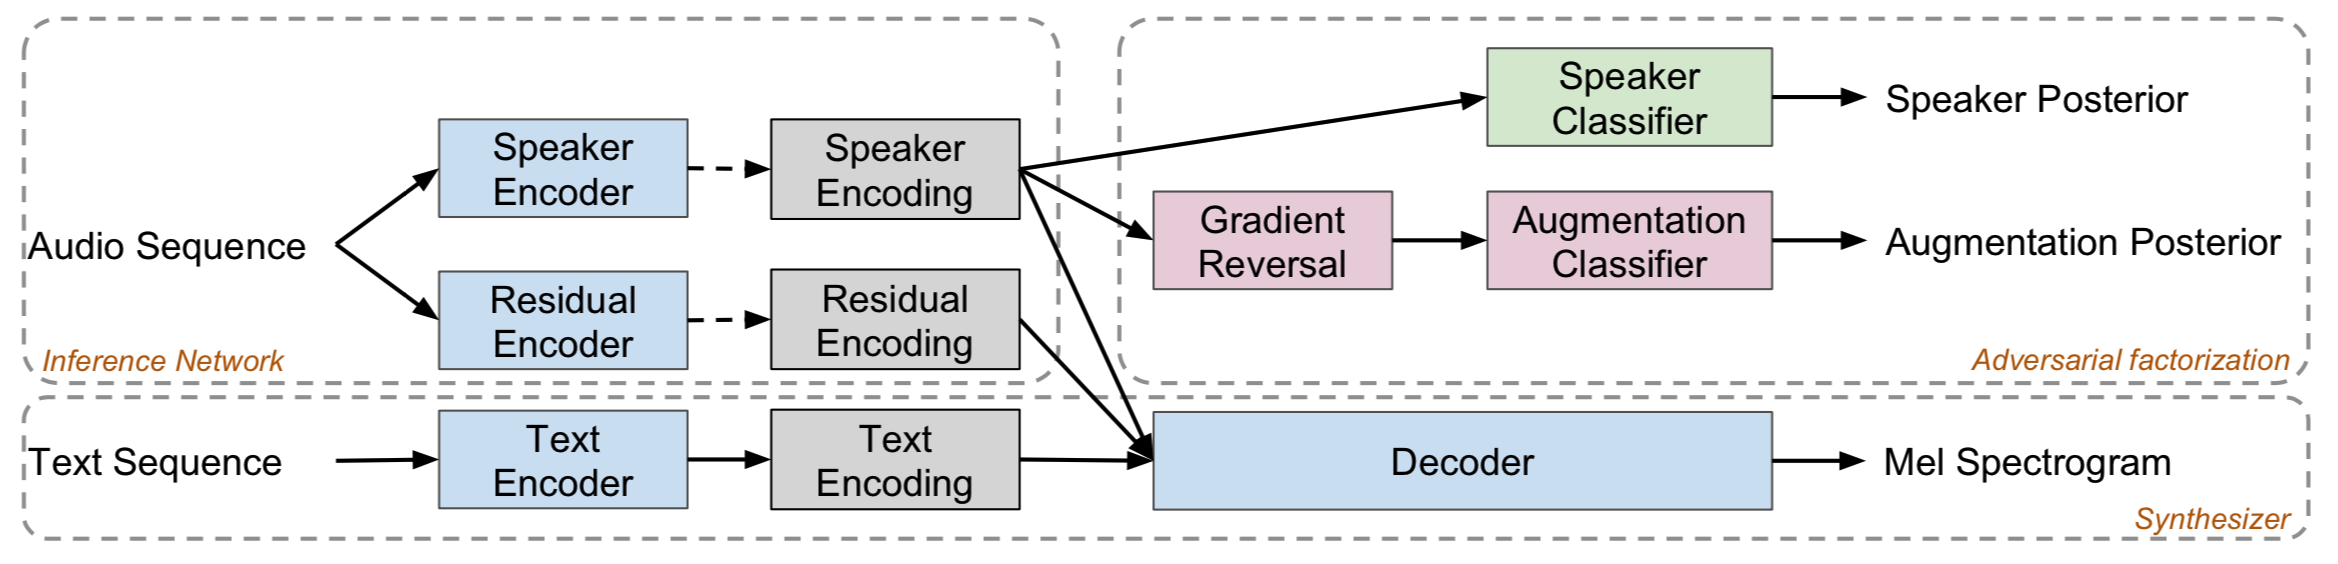 Speaker
Classifier
Speaker Posterior
Speaker
Encoder
Speaker
Encoding
Gradient
Reversal
Augmentation
Classifier
Augmentation Posterior
Audio Sequence
Residual
Encoder
Residual
Encoding
Inference Network
Adversarial factorization
Text Sequence
Text
Encoder
Text
Encoding
Decoder
Mel Spectrogram
Synthesizer